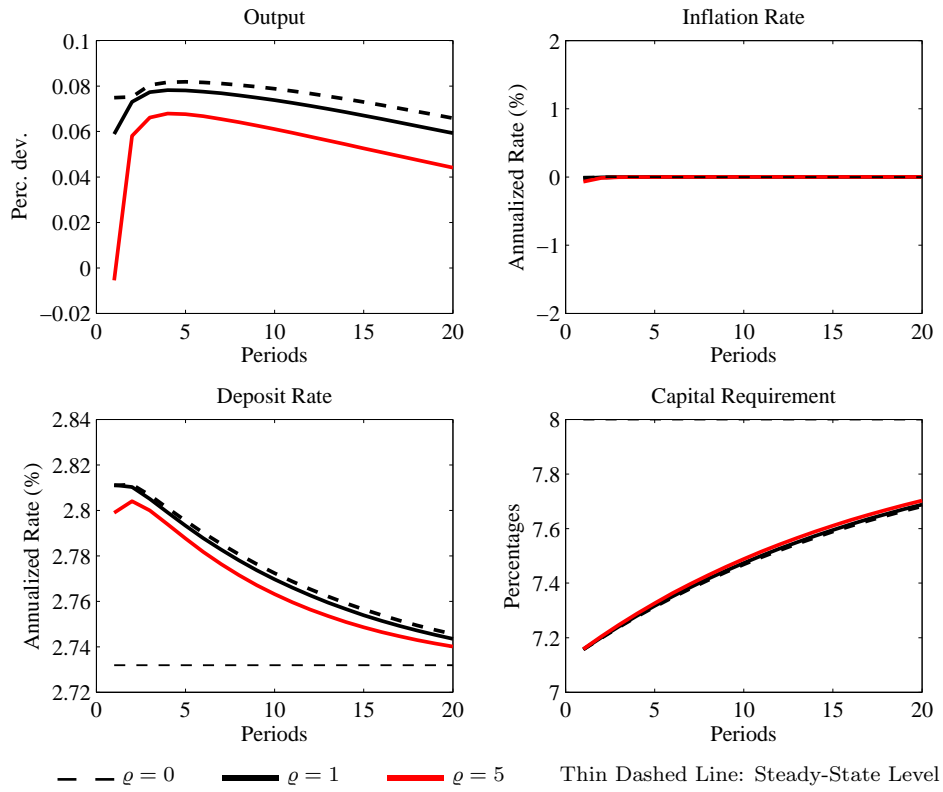 Output
Perc. dev.
0.1
0.08
0.06
0.04
0.02
0
−0.02
0 5 10 15 20
Periods
Inflation Rate
Annualized Rate (%)
2
1
0
−1
−2
0 5 10 15 20
Periods
Deposit Rate
Annualized Rate (%)
2.84
2.82
2.8
2.78
2.76
2.74
2.72
0 5 10 15 20
Periods
Capital Requirement
Percentages
8
7.8
7.6
7.4
7.2
7
0 5 10 15 20
Periods
ϱ = 0 ϱ = 1 ϱ = 5 Thin Dashed Line: Steady-State Level